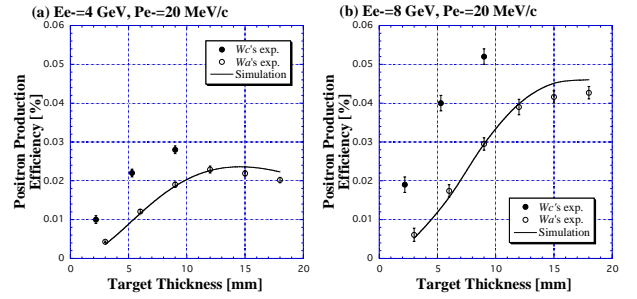 (a) Ee-=4 GeV, Pe-=20 MeV/c
0.06
0.05
0.04
0.03
0.02
0.01
0
Positron Production
Efficiency [%]
Wc's exp.
Wa's exp.
Simulation
0 5 10 15 20
Target Thickness [mm]
(b) Ee-=8 GeV, Pe-=20 MeV/c
0.06
0.05
0.04
0.03
0.02
0.01
0
Positron Production
Efficiency [%]
Wc's exp.
Wa's exp.
Simulation
0 5 10 15 20
Target Thickness [mm]